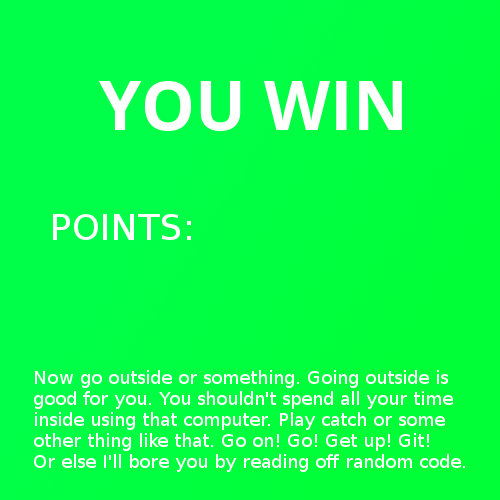 YOU WIN
POINTS:
Now go outside or something. Going outside is
good for you. You shouldn't spend all your time
inside using that computer. Play catch or some
other thing like that. Go on! Go! Get up! Git!
Or else I'll bore you by reading off random code.